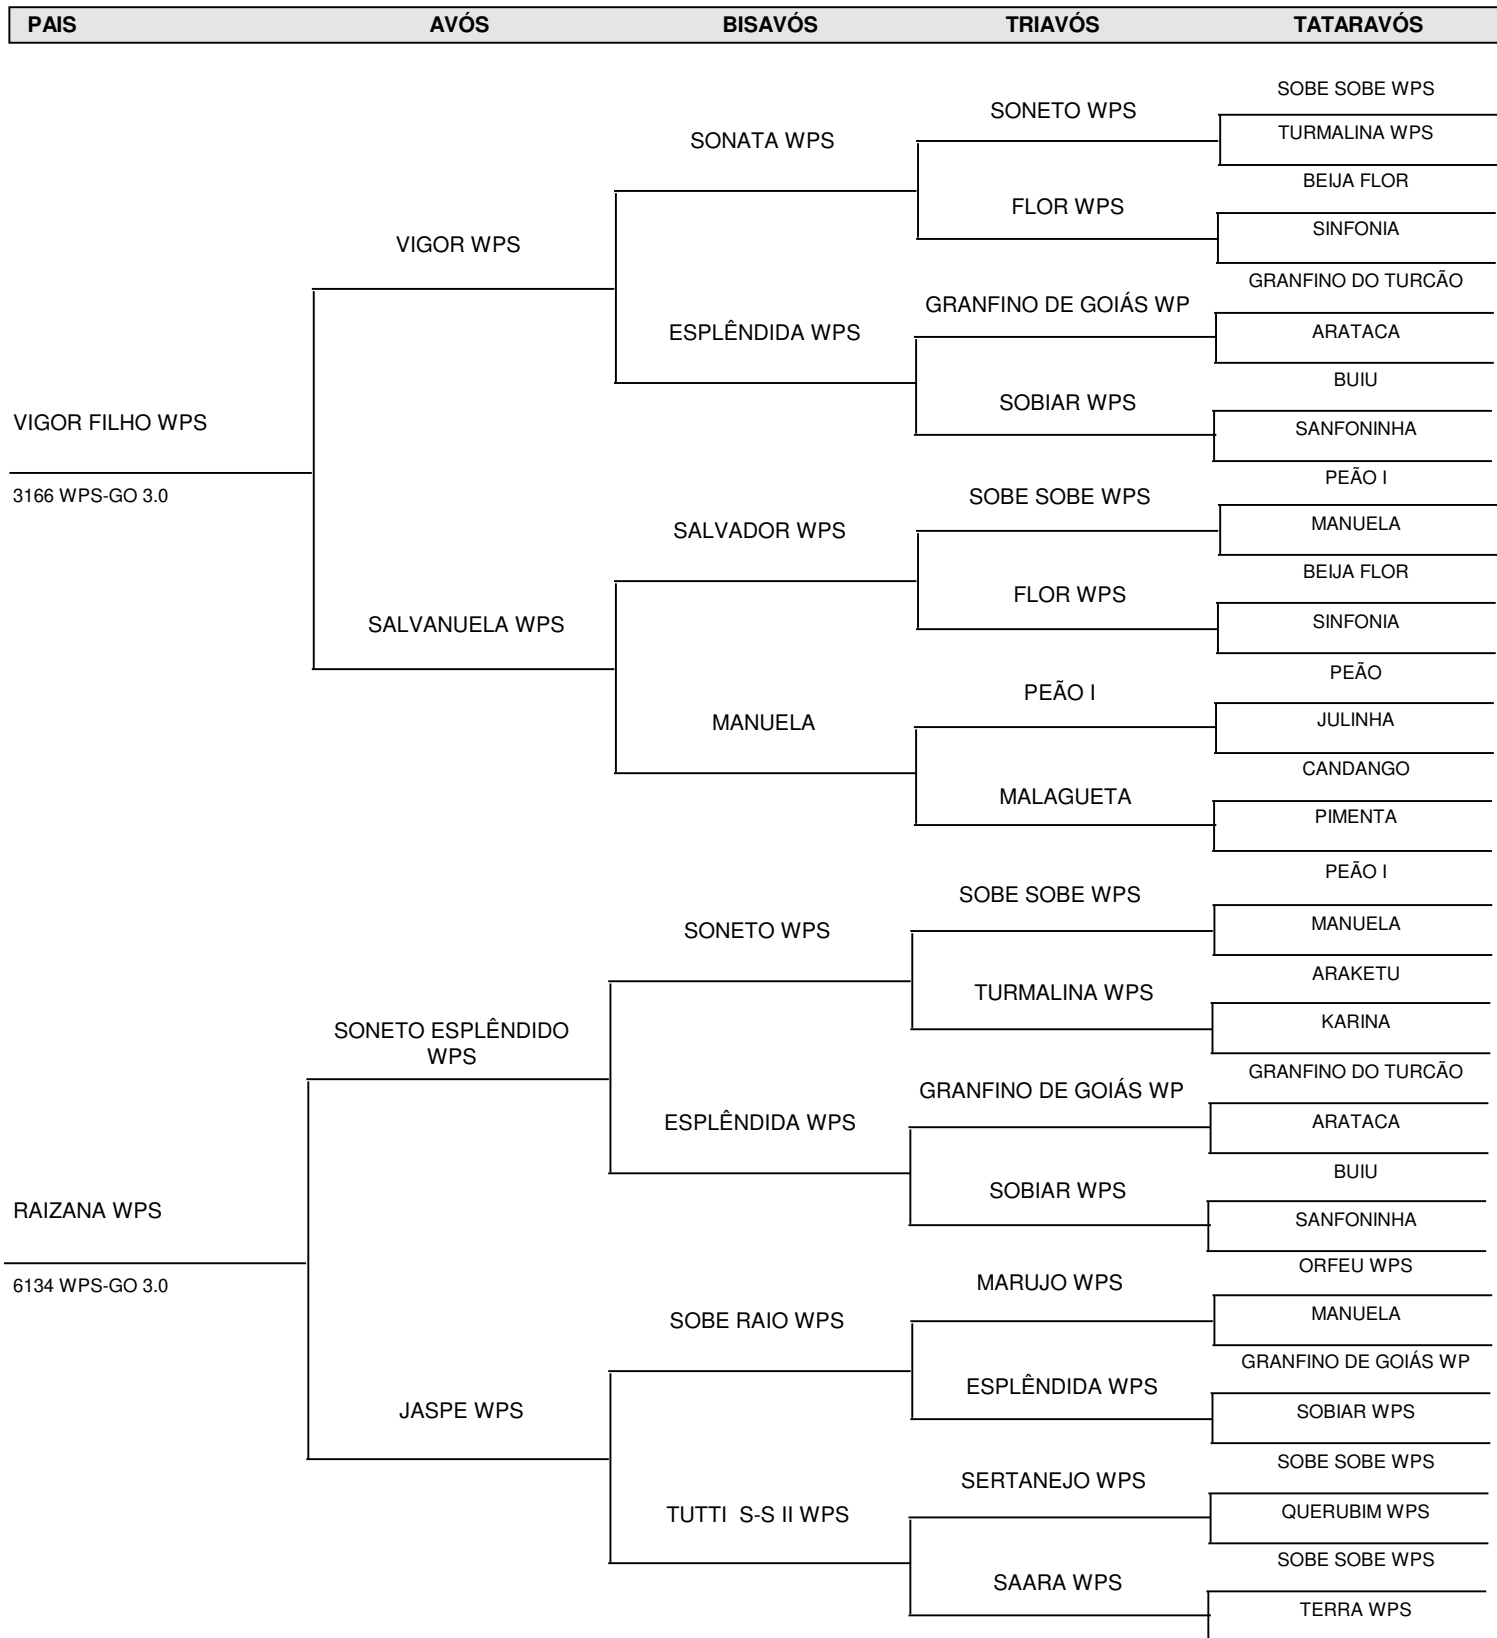 PAIS AVÓS BISAVÓS TRIAVÓS TATARAVÓS
SOBE SOBE WPS
SONETO WPS
TURMALINA WPS
SONATA WPS
BEIJA FLOR
FLOR WPS
SINFONIA
VIGOR WPS
GRANFINO DO TURCÃO
GRANFINO DE GOIÁS WP
ARATACA
ESPLÊNDIDA WPS
BUIU
SOBIAR WPS
VIGOR FILHO WPS
SANFONINHA
PEÃO I
3166 WPS-GO 3.0
SOBE SOBE WPS
MANUELA
SALVADOR WPS
BEIJA FLOR
FLOR WPS
SINFONIA
SALVANUELA WPS
PEÃO
PEÃO I
JULINHA
MANUELA
CANDANGO
MALAGUETA
PIMENTA
PEÃO I
SOBE SOBE WPS
MANUELA
SONETO WPS
ARAKETU
TURMALINA WPS
KARINA
SONETO ESPLÊNDIDO
WPS
GRANFINO DO TURCÃO
GRANFINO DE GOIÁS WP
ARATACA
ESPLÊNDIDA WPS
BUIU
SOBIAR WPS
RAIZANA WPS
SANFONINHA
ORFEU WPS
6134 WPS-GO 3.0
MARUJO WPS
MANUELA
SOBE RAIO WPS
GRANFINO DE GOIÁS WP
ESPLÊNDIDA WPS
JASPE WPS
SOBIAR WPS
SOBE SOBE WPS
SERTANEJO WPS
QUERUBIM WPS
TUTTI S-S II WPS
SOBE SOBE WPS
SAARA WPS
TERRA WPS